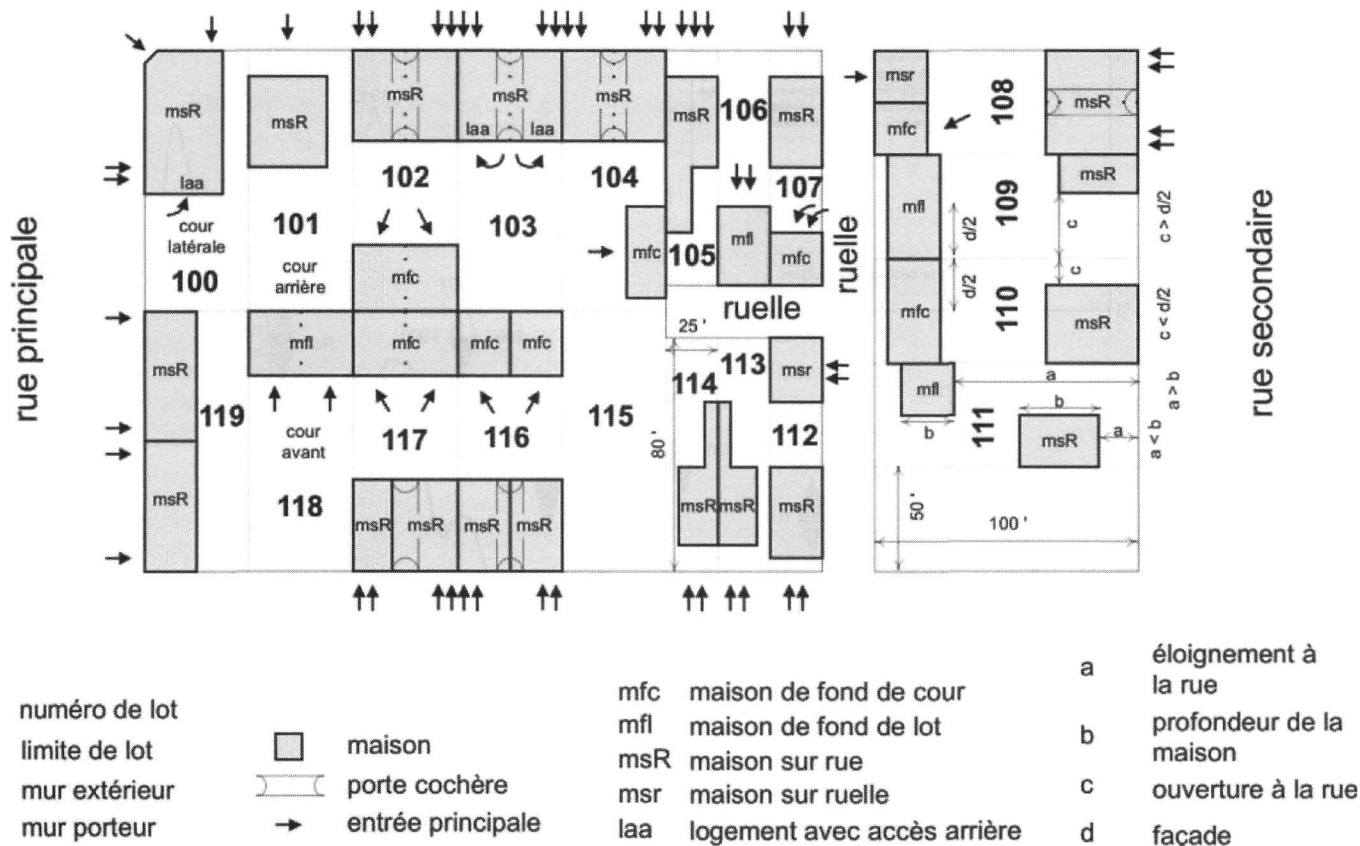 rue principale
msR
msR
msR
msR
msR
msR
106
msR
msr
108
msR
laa
laa
mfc
laa
102
104
107
msR
101
103
mfl
109
cour
latérale
100
cour
arrière
mfc
mfc
105
mfl
mfc
ruelle
d/2
c
c > d/2
rue secondaire
ruelle
d/2
c
c < d/2
mfc
110
msR
25 '
msR
mfl
mfc
mfc
mfc
113
msr
114
119
115
a
a > b
mfl
b
b
cour
avant
117
116
112
111
msR
a
a < b
80 '
msR
118
msR
msR
msR
msR
msR
msR
msR
50 '
100 '
numéro de lot
limite de lot
mur extérieur
mur porteur
maison
porte cochère
entrée principale
mfc maison de fond de cour
mfl maison de fond de lot
msR maison sur rue
msr maison sur ruelle
laa logement avec accès arrière
a éloignement à
la rue
b profondeur de la
maison
c ouverture à la rue
d façade